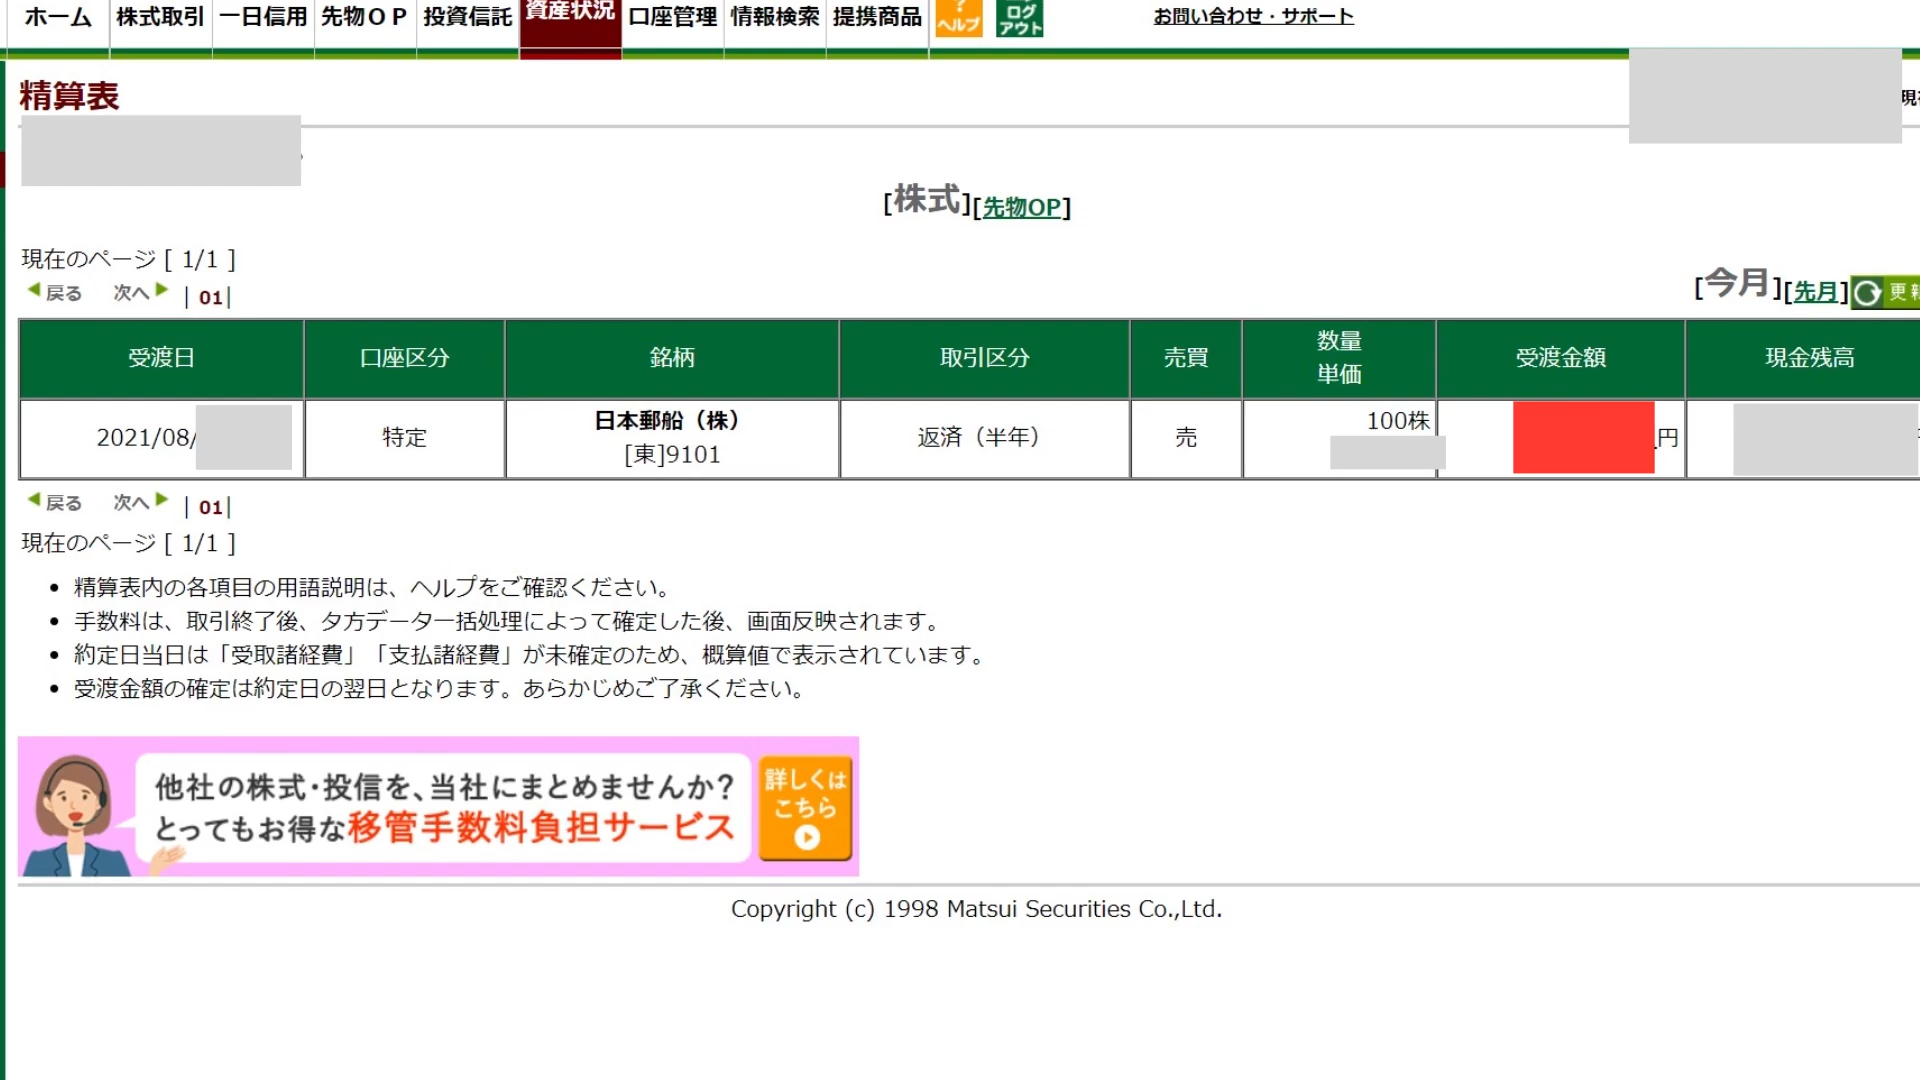 ホーム 株式取引 一日信用 先物ＯＰ 投資信託 資産状況 口座管理 情報検索 提携商品 ? ヘルプ ログアウト お問い合わせ・サポート
精算表
[株式][先物OP]
現在のページ [ 1/1 ]
戻る 次へ | 01|
[今月][先月]
受渡日 口座区分 銘柄 取引区分 売買 数量 単価 受渡金額 現金残高
2021/08/ 特定 日本郵船（株） [東]9101 返済（半年） 売 100株 円
戻る 次へ | 01|
現在のページ [ 1/1 ]
• 精算表内の各項目の用語説明は、ヘルプをご確認ください。
• 手数料は、取引終了後、夕方データ一括処理によって確定した後、画面反映されます。
• 約定日当日は「受取諸経費」「支払諸経費」が未確定のため、概算値で表示されています。
• 受渡金額の確定は約定日の翌日となります。あらかじめご了承ください。
他社の株式・投信を、当社にまとめませんか?
とってもお得な移管手数料負担サービス
詳しくは
こちら
Copyright (c) 1998 Matsui Securities Co.,Ltd.